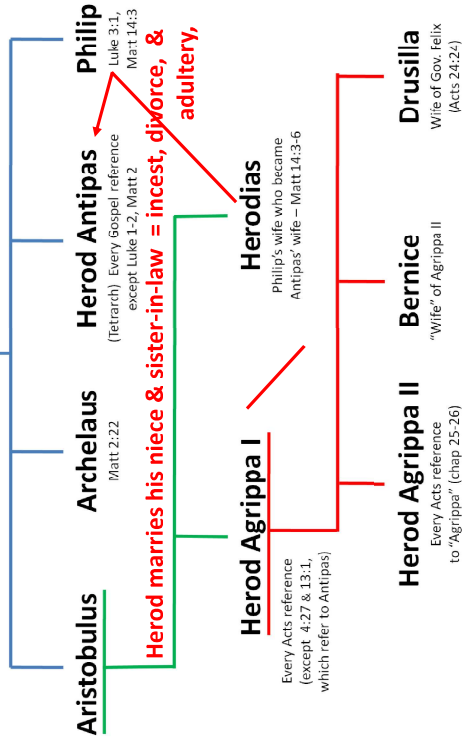 Aristobulus
Archelaus
Matt 2:22
Herod Antipas
(Tetrarch) Every Gospel reference
except Luke 1-2, Matt 2
Philip
Luke 3:1,
Matt 14:3
Herod marries his niece & sister-in-law = incest, divorce, &
adultery,
Herod Agrippa I
Every Acts reference
(except 4:27 & 13:1,
which refer to Antipas)
Herodias
Philip's wife who became
Antipas' wife – Matt 14:3-6
Herod Agrippa II
Every Acts reference
to "Agrippa" (chap 25-26)
Bernice
"Wife" of Agrippa II
Drusilla
Wife of Gov. Felix
(Acts 24:24)